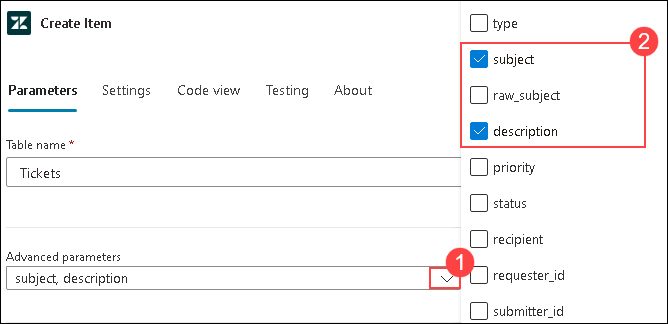 Create Item
Parameters Settings Code view Testing About
Table name *
Tickets
Advanced parameters
subject, description
1
2
type
subject
raw_subject
description
priority
status
recipient
requester_id
submitter_id